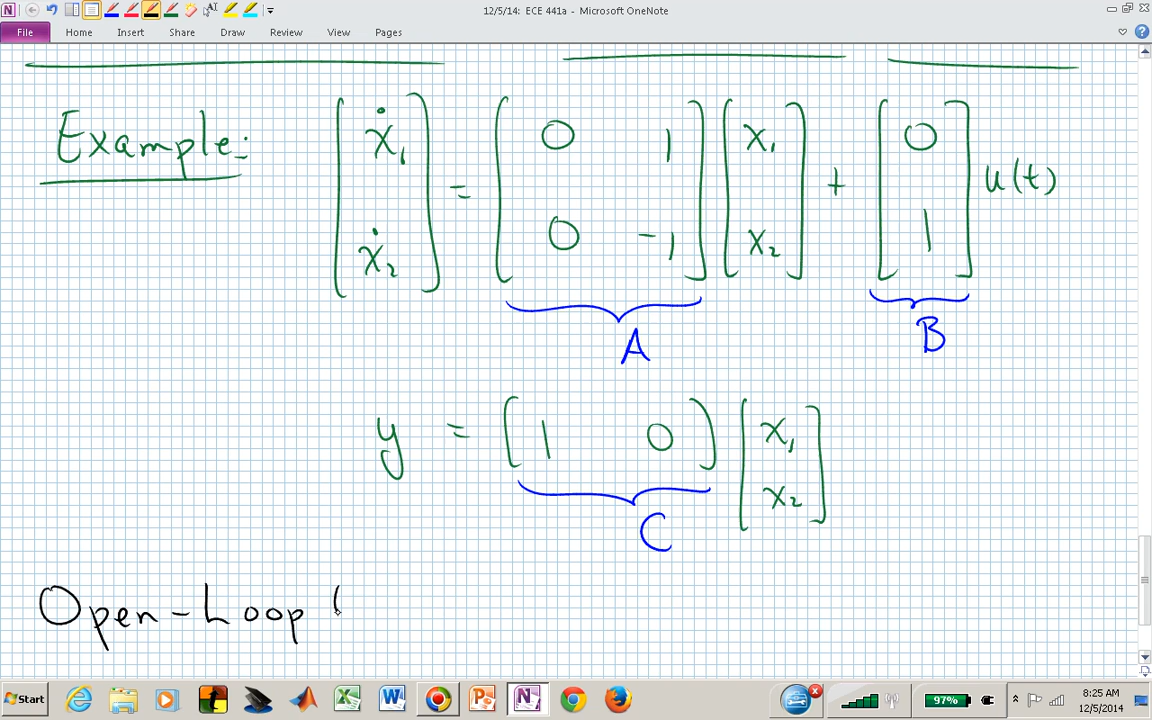 12/5/14: ECE 441a - Microsoft OneNote
File Home Insert Share Draw Review View Pages
Example: [ẋ₁ ẋ₂] = [0 1 0 -1] [x₁ x₂] + [0 1] u(t)
A B
y = [1 0] [x₁ x₂]
C
Open-Loop
Start 97% 8:25 AM
12/5/2014